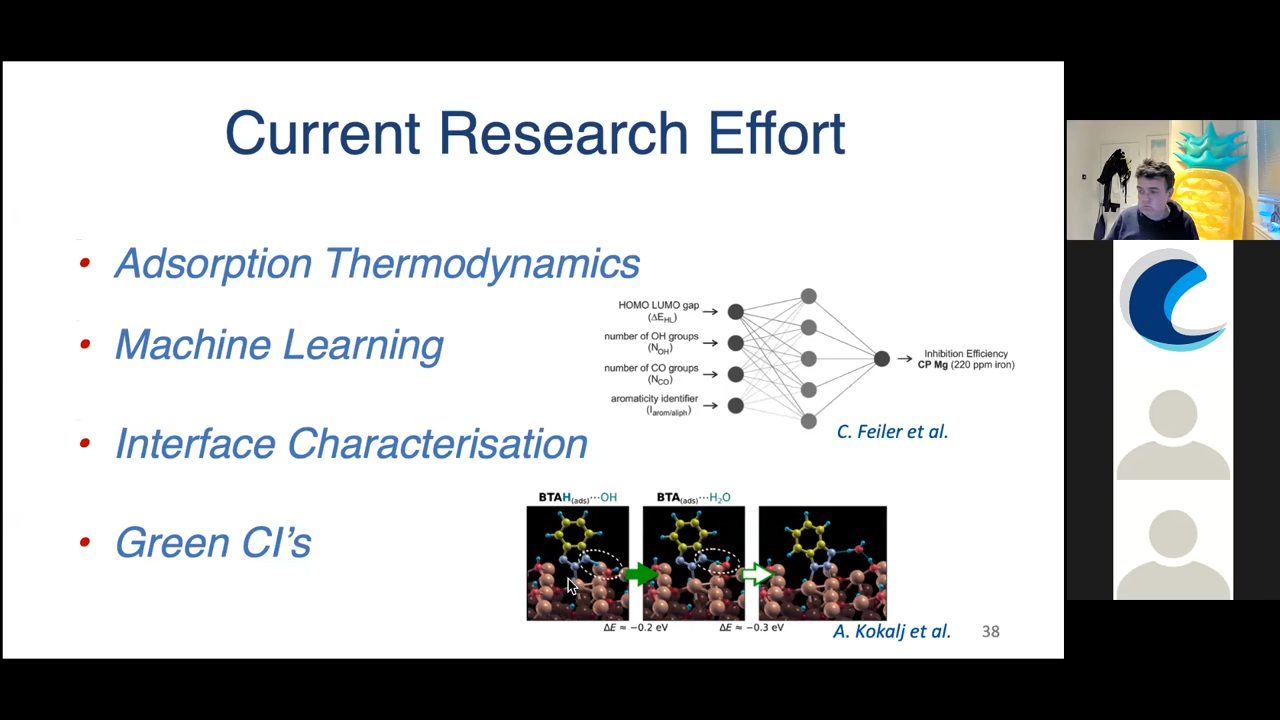 Current Research Effort
• Adsorption Thermodynamics
• Machine Learning
• Interface Characterisation
• Green CI's
HOMO LUMO gap
(ΔE_HL)
number of OH groups
(N_OH)
number of CO groups
(N_CO)
aromaticity identifier
(I_arom/aliph)
Inhibition Efficiency
CP Mg (220 ppm iron)
C. Feiler et al.
BTAH(ads)···OH
BTA(ads)···H₂O
ΔE ≈ −0.2 eV
ΔE ≈ −0.3 eV
A. Kokalj et al.
38